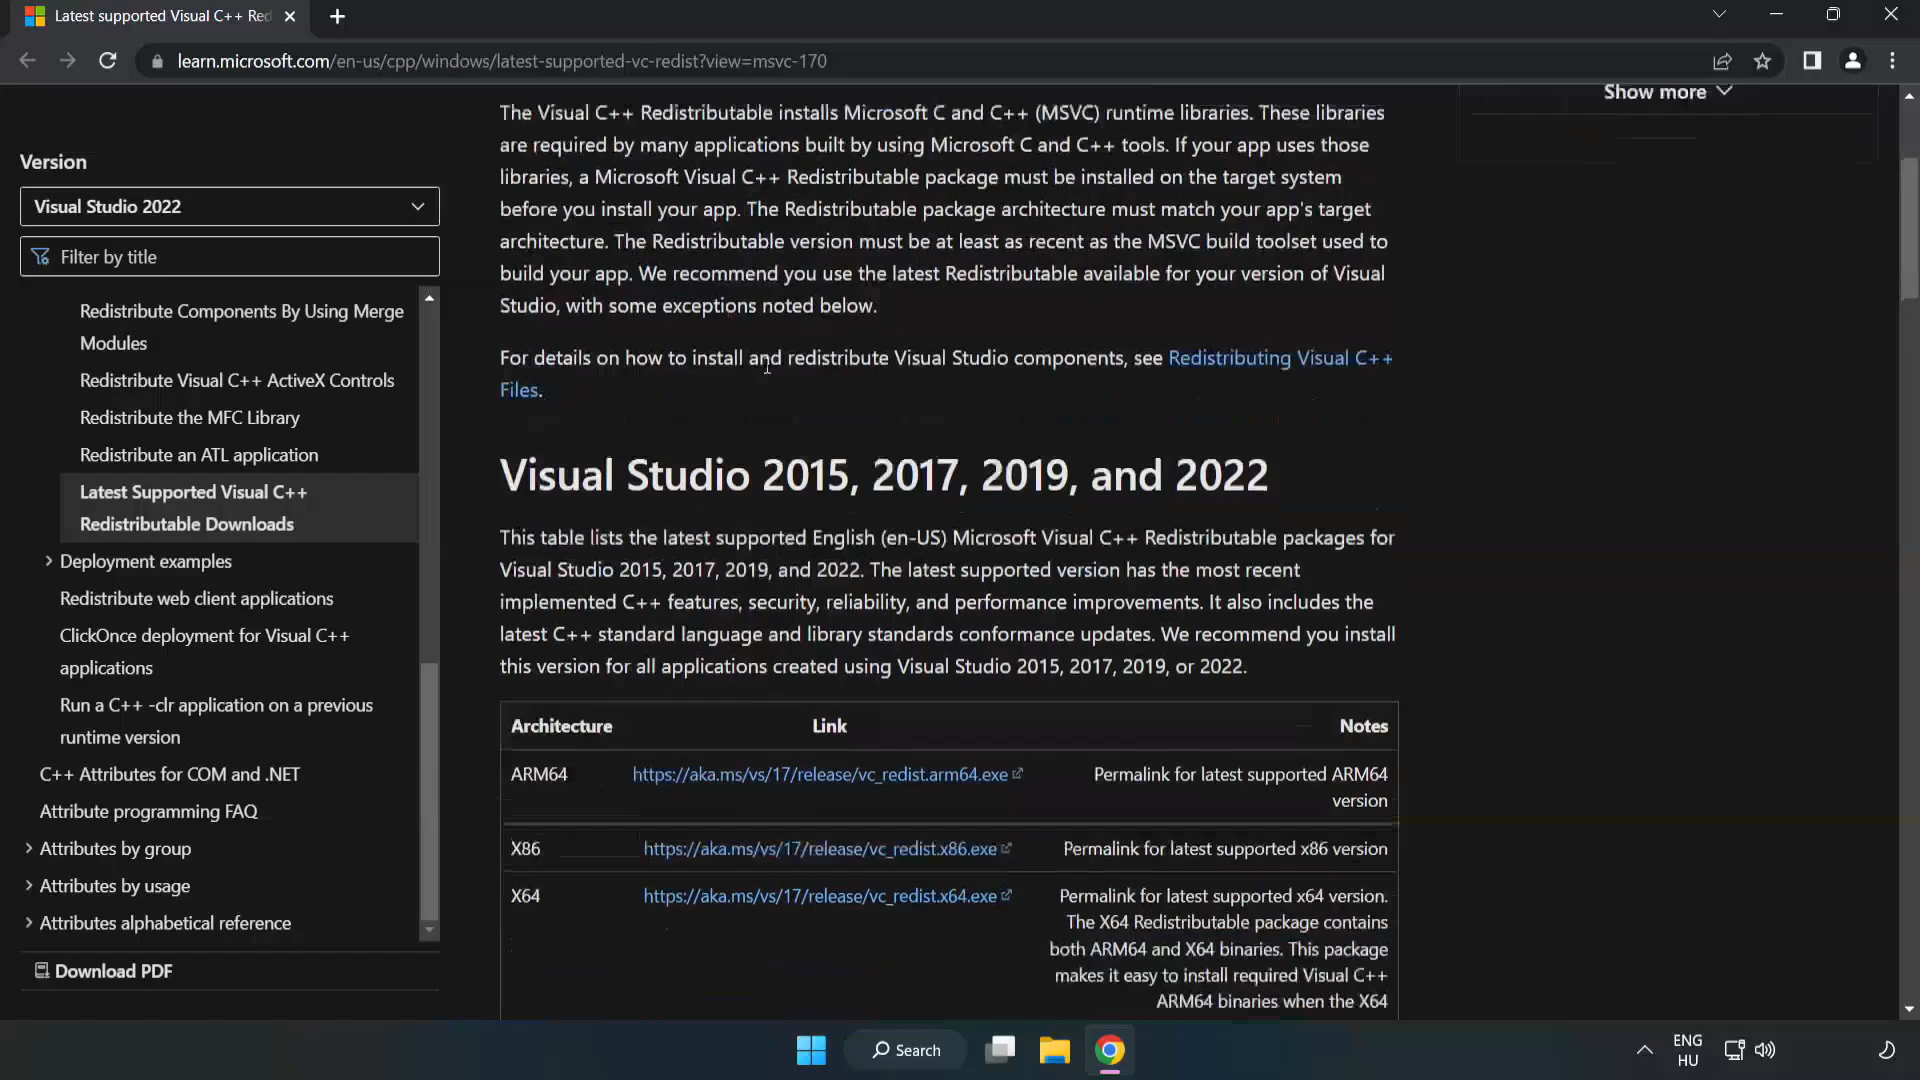 Latest supported Visual C++ Red
learn.microsoft.com/en-us/cpp/windows/latest-supported-vc-redist?view=msvc-170
Show more
Version
Visual Studio 2022
Filter by title
Redistribute Components By Using Merge
Modules
Redistribute Visual C++ ActiveX Controls
Redistribute the MFC Library
Redistribute an ATL application
Latest Supported Visual C++
Redistributable Downloads
Deployment examples
Redistribute web client applications
ClickOnce deployment for Visual C++
applications
Run a C++ -clr application on a previous
runtime version
C++ Attributes for COM and .NET
Attribute programming FAQ
Attributes by group
Attributes by usage
Attributes alphabetical reference
Download PDF
The Visual C++ Redistributable installs Microsoft C and C++ (MSVC) runtime libraries. These libraries
are required by many applications built by using Microsoft C and C++ tools. If your app uses those
libraries, a Microsoft Visual C++ Redistributable package must be installed on the target system
before you install your app. The Redistributable package architecture must match your app's target
architecture. The Redistributable version must be at least as recent as the MSVC build toolset used to
build your app. We recommend you use the latest Redistributable available for your version of Visual
Studio, with some exceptions noted below.
For details on how to install and redistribute Visual Studio components, see Redistributing Visual C++
Files.
Visual Studio 2015, 2017, 2019, and 2022
This table lists the latest supported English (en-US) Microsoft Visual C++ Redistributable packages for
Visual Studio 2015, 2017, 2019, and 2022. The latest supported version has the most recent
implemented C++ features, security, reliability, and performance improvements. It also includes the
latest C++ standard language and library standards conformance updates. We recommend you install
this version for all applications created using Visual Studio 2015, 2017, 2019, or 2022.
Architecture Link Notes
ARM64 https://aka.ms/vs/17/release/vc_redist.arm64.exe Permalink for latest supported ARM64
version
X86 https://aka.ms/vs/17/release/vc_redist.x86.exe Permalink for latest supported x86 version
X64 https://aka.ms/vs/17/release/vc_redist.x64.exe Permalink for latest supported x64 version.
The X64 Redistributable package contains
both ARM64 and X64 binaries. This package
makes it easy to install required Visual C++
ARM64 binaries when the X64
Search
ENG
HU